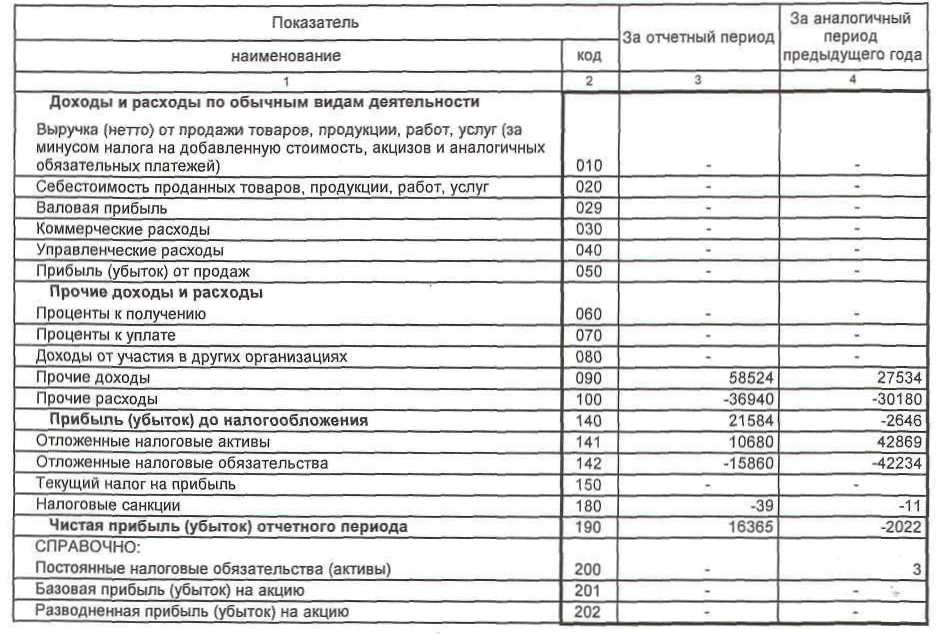 Показатель
За отчетный период
За аналогичный
период
предыдущего года
наименование
код
1
2
3
4
Доходы и расходы по обычным видам деятельности
Выручка (нетто) от продажи товаров, продукции, работ, услуг (за
минусом налога на добавленную стоимость, акцизов и аналогичных
обязательных платежей) 010 - -
Себестоимость проданных товаров, продукции, работ, услуг 020 - -
Валовая прибыль 029 - -
Коммерческие расходы 030 - -
Управленческие расходы 040 - -
Прибыль (убыток) от продаж 050 - -
Прочие доходы и расходы
Проценты к получению 060 - -
Проценты к уплате 070 - -
Доходы от участия в других организациях 080 - -
Прочие доходы 090 58524 27534
Прочие расходы 100 -36940 -30180
Прибыль (убыток) до налогообложения 140 21584 -2646
Отложенные налоговые активы 141 10680 42869
Отложенные налоговые обязательства 142 -15860 -42234
Текущий налог на прибыль 150 - -
Налоговые санкции 180 -39 -11
Чистая прибыль (убыток) отчетного периода 190 16365 -2022
СПРАВОЧНО:
Постоянные налоговые обязательства (активы) 200 - 3
Базовая прибыль (убыток) на акцию 201 - -
Разводненная прибыль (убыток) на акцию 202 - -